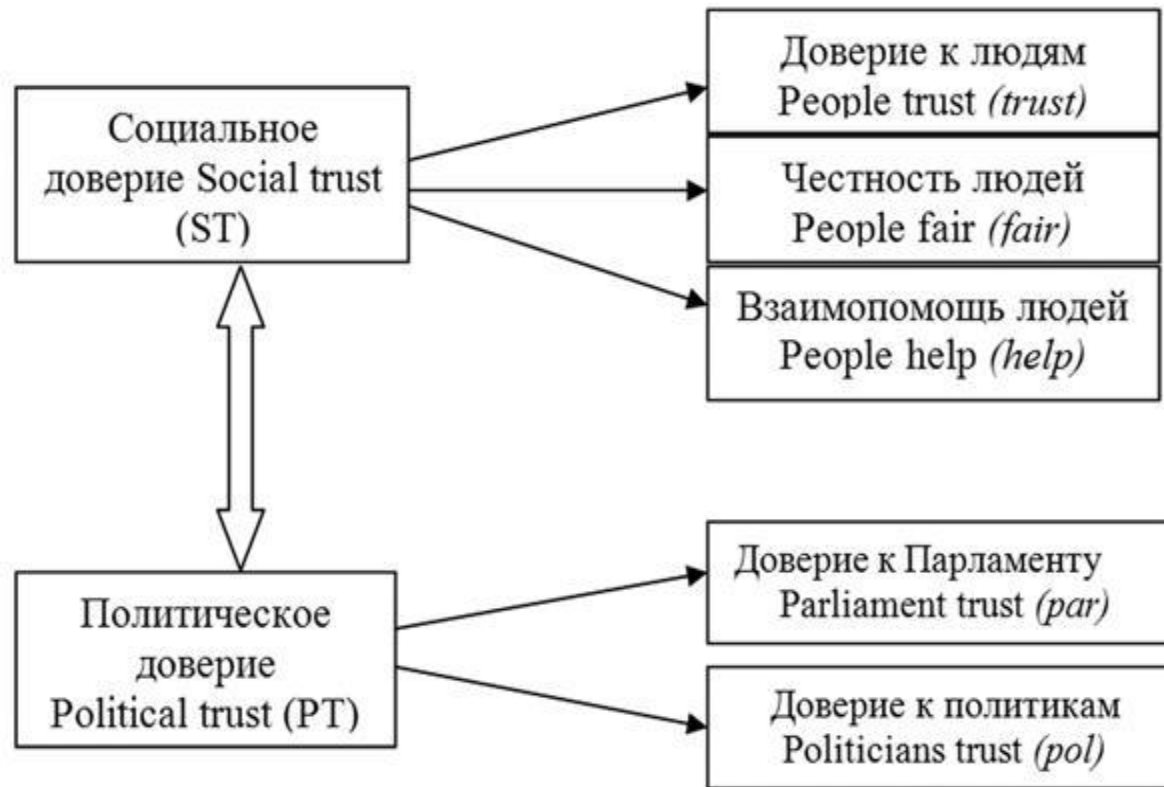 Социальное
доверие Social trust
(ST)
Доверие к людям
People trust (trust)
Честность людей
People fair (fair)
Взаимопомощь людей
People help (help)
Политическое
доверие
Political trust (PT)
Доверие к Парламенту
Parliament trust (par)
Доверие к политикам
Politicians trust (pol)